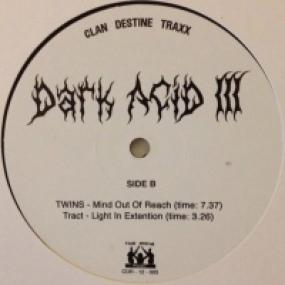 CLAN DESTINE TRAXX
Dark ACiD III
SIDE B
TWINS - Mind Out Of Reach (time: 7.37)
Tract - Light In Extention (time: 3.26)